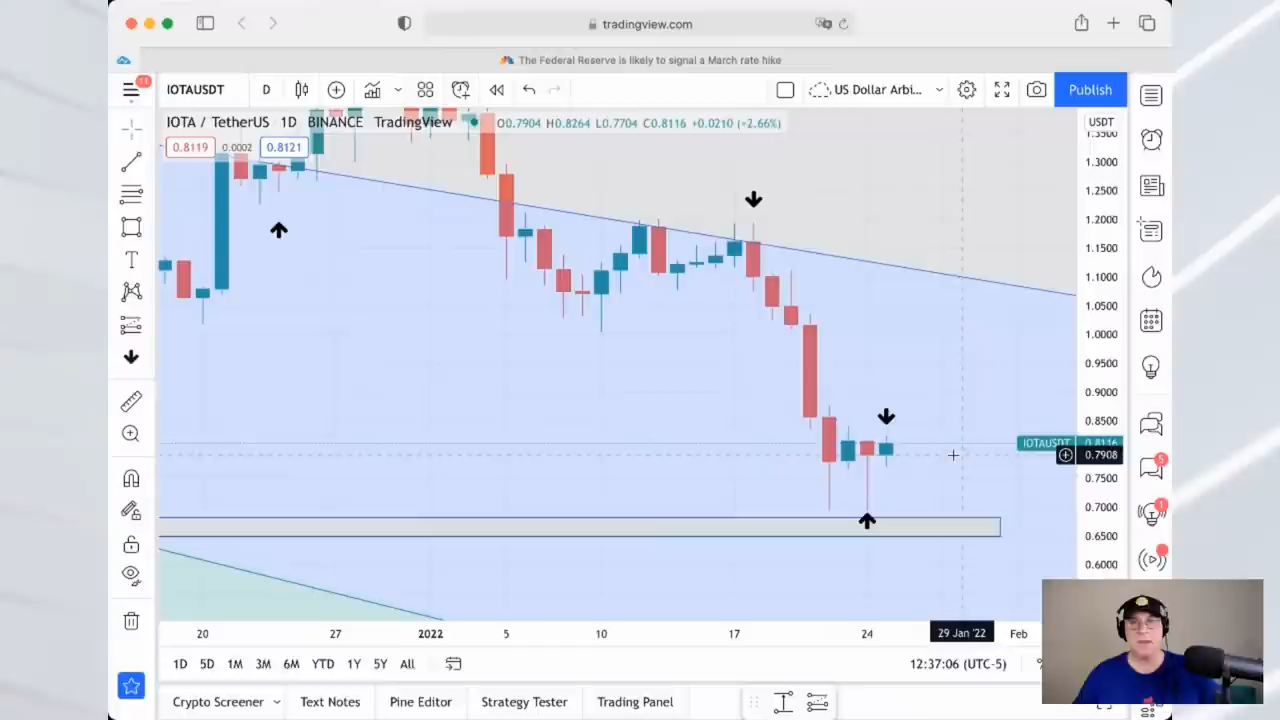 tradingview.com
The Federal Reserve is likely to signal a March rate hike
11
IOTAUSDT D US Dollar Arbi... Publish
IOTA / TetherUS 1D BINANCE TradingView O0.7904 H0.8264 L0.7704 C0.8116 +0.0210 (+2.66%) USDT
0.8119 0.0002 0.8121
1.3500
1.3000
1.2500
1.2000
1.1500
1.1000
1.0500
1.0000
0.9500
0.9000
0.8500
IOTAUSDT 0.8116
0.7908
5
0.7500
0.7000
1
0.6500
0.6000
20 27 2022 5 10 17 24 29 Jan '22 Feb
1D 5D 1M 3M 6M YTD 1Y 5Y All 12:37:06 (UTC-5) %
Crypto Screener Text Notes Pine Editor Strategy Tester Trading Panel